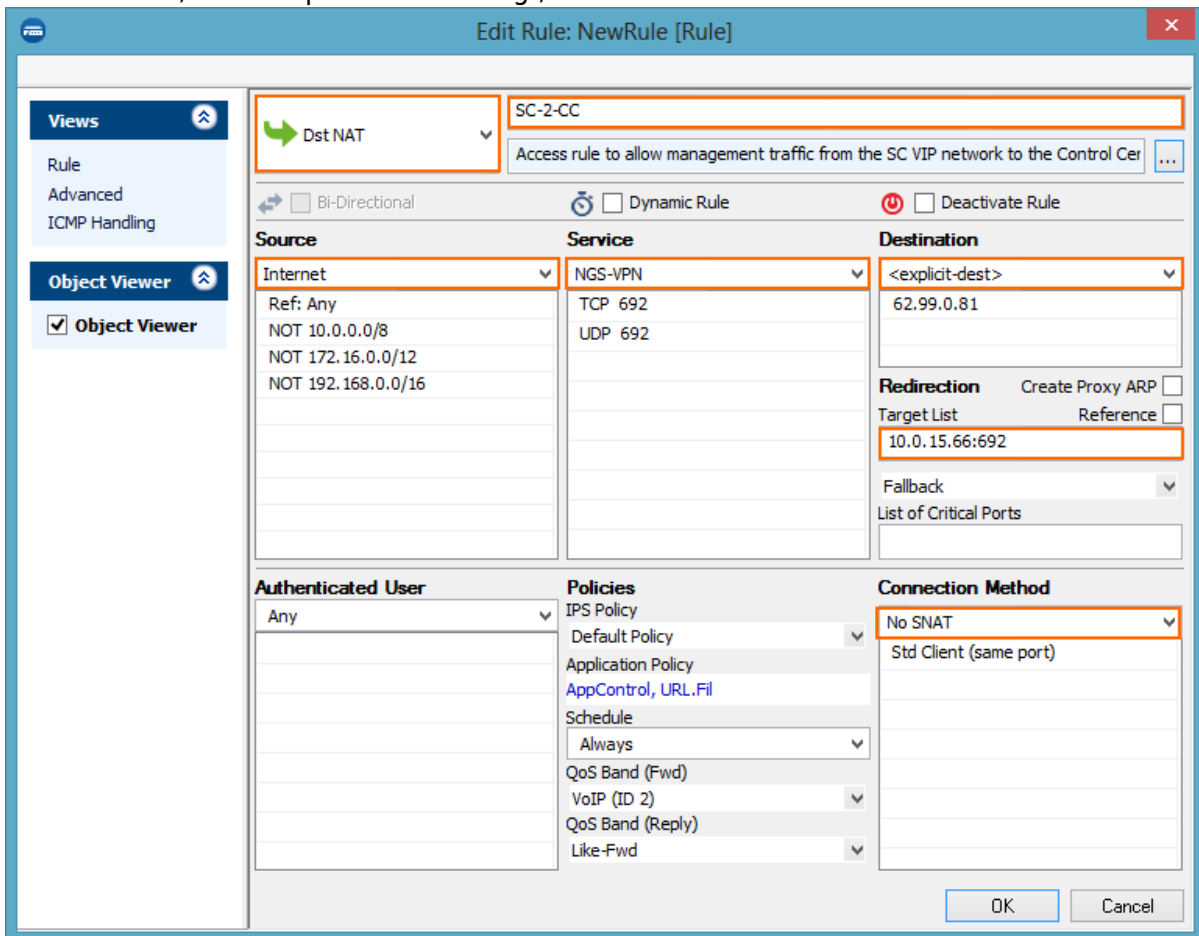 Edit Rule: NewRule [Rule]
Views
Rule
Advanced
ICMP Handling
Object Viewer
Object Viewer
Dst NAT
SC-2-CC
Access rule to allow management traffic from the SC VIP network to the Control Cer
...
Bi-Directional
Dynamic Rule
Deactivate Rule
Source
Internet
Ref: Any
NOT 10.0.0.0/8
NOT 172.16.0.0/12
NOT 192.168.0.0/16
Service
NGS-VPN
TCP 692
UDP 692
Destination
<explicit-dest>
62.99.0.81
Redirection Create Proxy ARP
Target List Reference
10.0.15.66:692
Fallback
List of Critical Ports
Authenticated User
Any
Policies
IPS Policy
Default Policy
Application Policy
AppControl, URL.Fil
Schedule
Always
QoS Band (Fwd)
VoIP (ID 2)
QoS Band (Reply)
Like-Fwd
Connection Method
No SNAT
Std Client (same port)
OK Cancel